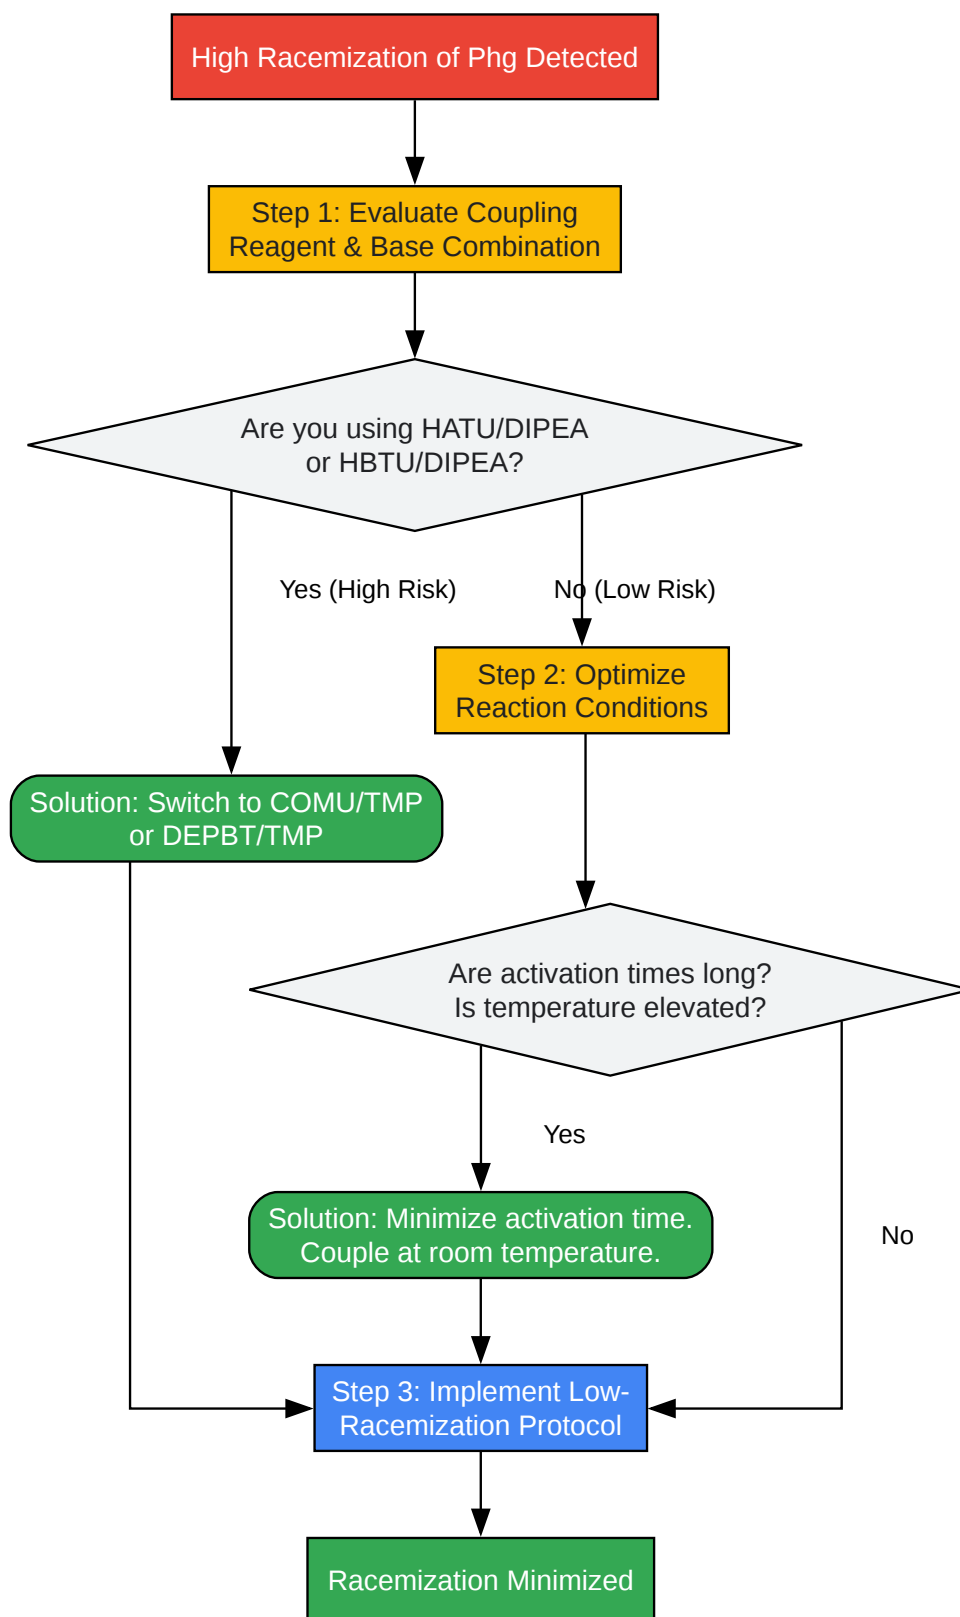 High Racemization of Phg Detected
Step 1: Evaluate Coupling
Reagent & Base Combination
Are you using HATU/DIPEA
or HBTU/DIPEA?
Yes (High Risk)
No (Low Risk)
Step 2: Optimize
Reaction Conditions
Solution: Switch to COMU/TMP
or DEPBT/TMP
Are activation times long?
Is temperature elevated?
Yes
Solution: Minimize activation time.
Couple at room temperature.
No
Step 3: Implement Low-
Racemization Protocol
Racemization Minimized